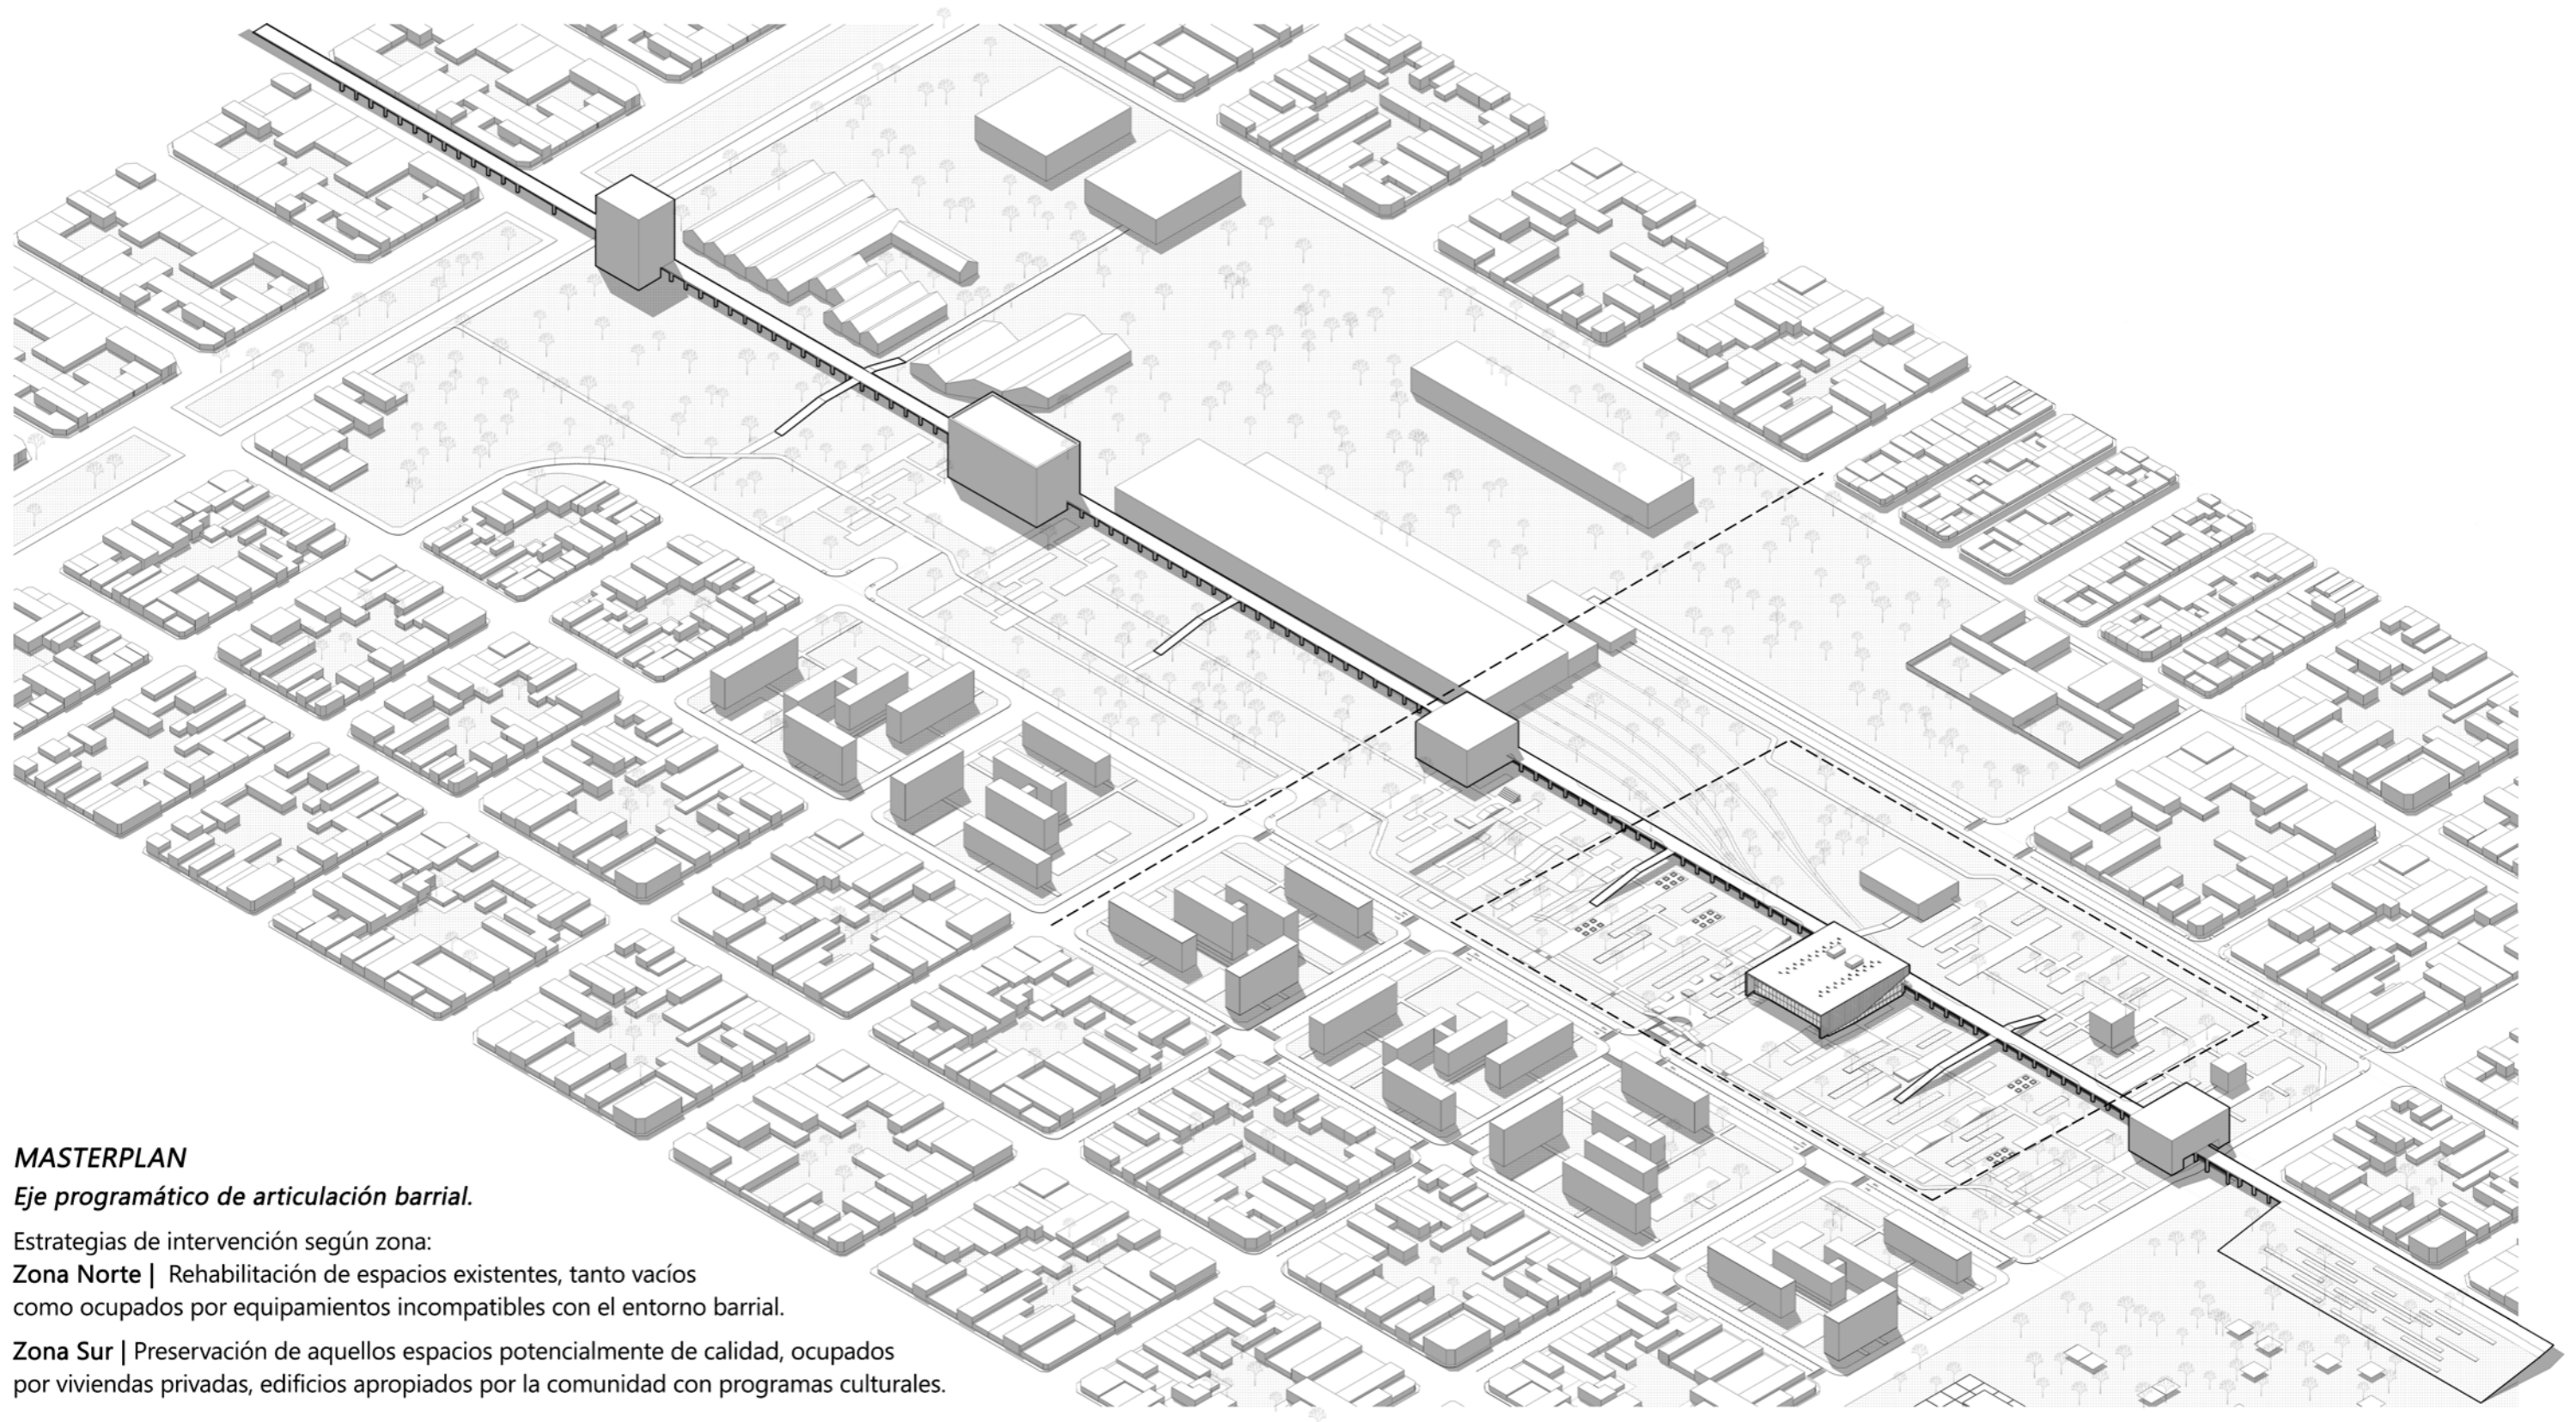 MASTERPLAN
Eje programático de articulación barrial.
Estrategias de intervención según zona:
Zona Norte | Rehabilitación de espacios existentes, tanto vacíos
como ocupados por equipamientos incompatibles con el entorno barrial.
Zona Sur | Preservación de aquellos espacios potencialmente de calidad, ocupados
por viviendas privadas, edificios apropiados por la comunidad con programas culturales.